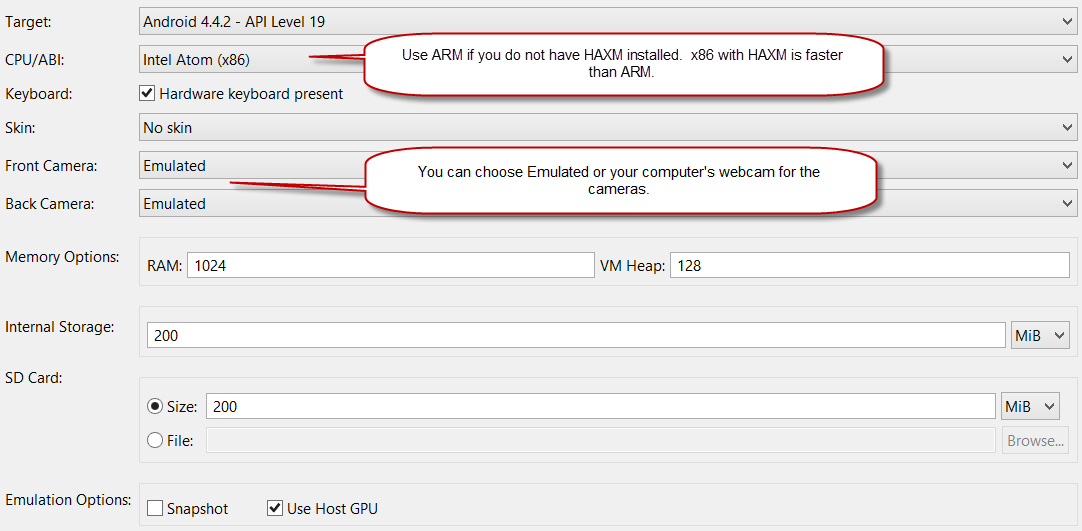 Target: Android 4.4.2 - API Level 19
CPU/ABI: Intel Atom (x86)
Use ARM if you do not have HAXM installed.  x86 with HAXM is faster
than ARM.
Keyboard: Hardware keyboard present
Skin: No skin
Front Camera: Emulated
You can choose Emulated or your computer's webcam for the
cameras.
Back Camera: Emulated
Memory Options: RAM: 1024 VM Heap: 128
Internal Storage: 200 MiB
SD Card:
Size: 200 MiB
File: Browse...
Emulation Options: Snapshot Use Host GPU